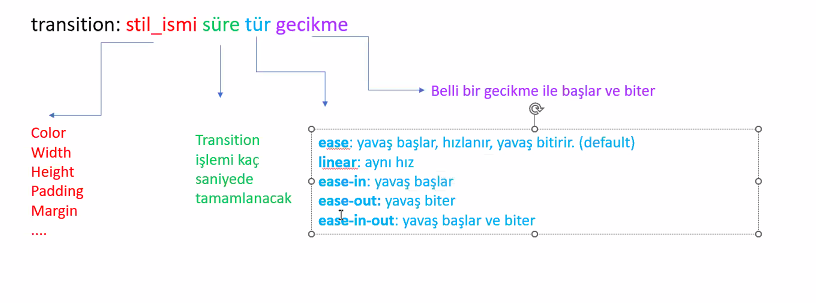 transition: stil_ismi süre tür gecikme
Belli bir gecikme ile başlar ve biter
Color
Width
Height
Padding
Margin
....
Transition
işlemi kaç
saniyede
tamamlanacak
ease: yavaş başlar, hızlanır, yavaş bitirir. (default)
linear: aynı hız
ease-in: yavaş başlar
ease-out: yavaş biter
ease-in-out: yavaş başlar ve biter